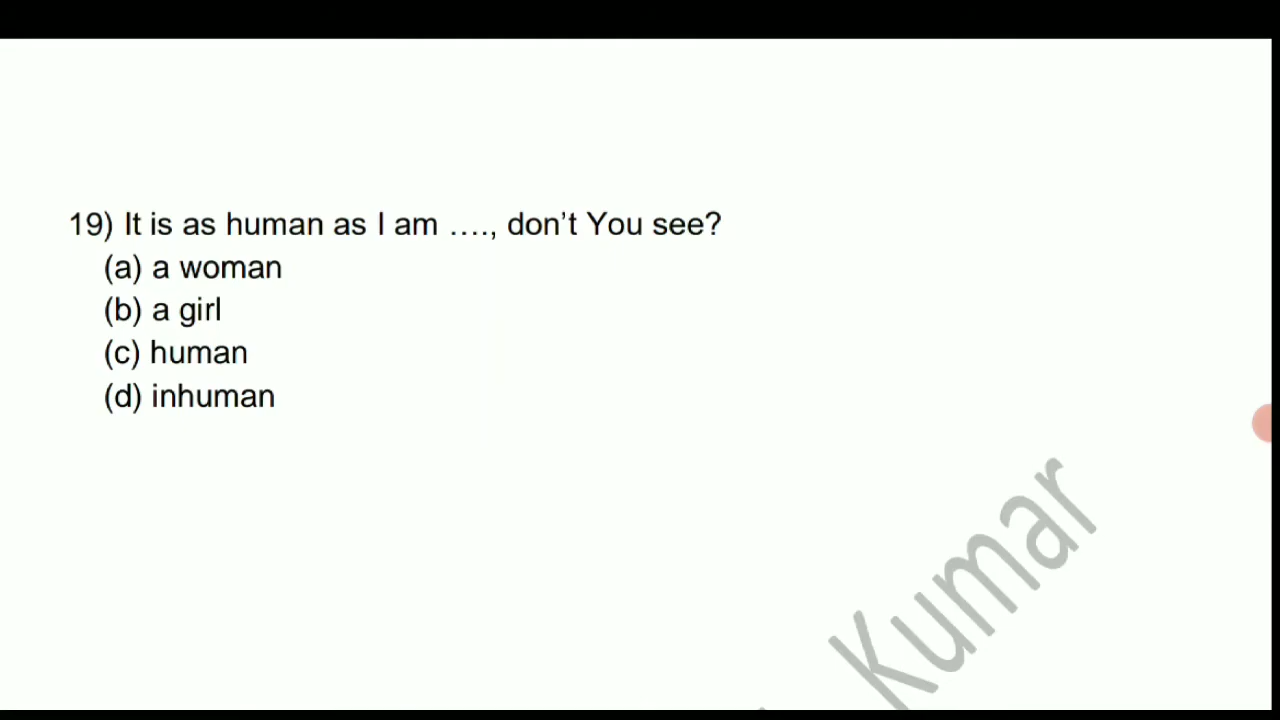 19) It is as human as I am …., don’t You see?
(a) a woman
(b) a girl
(c) human
(d) inhuman
Kumar